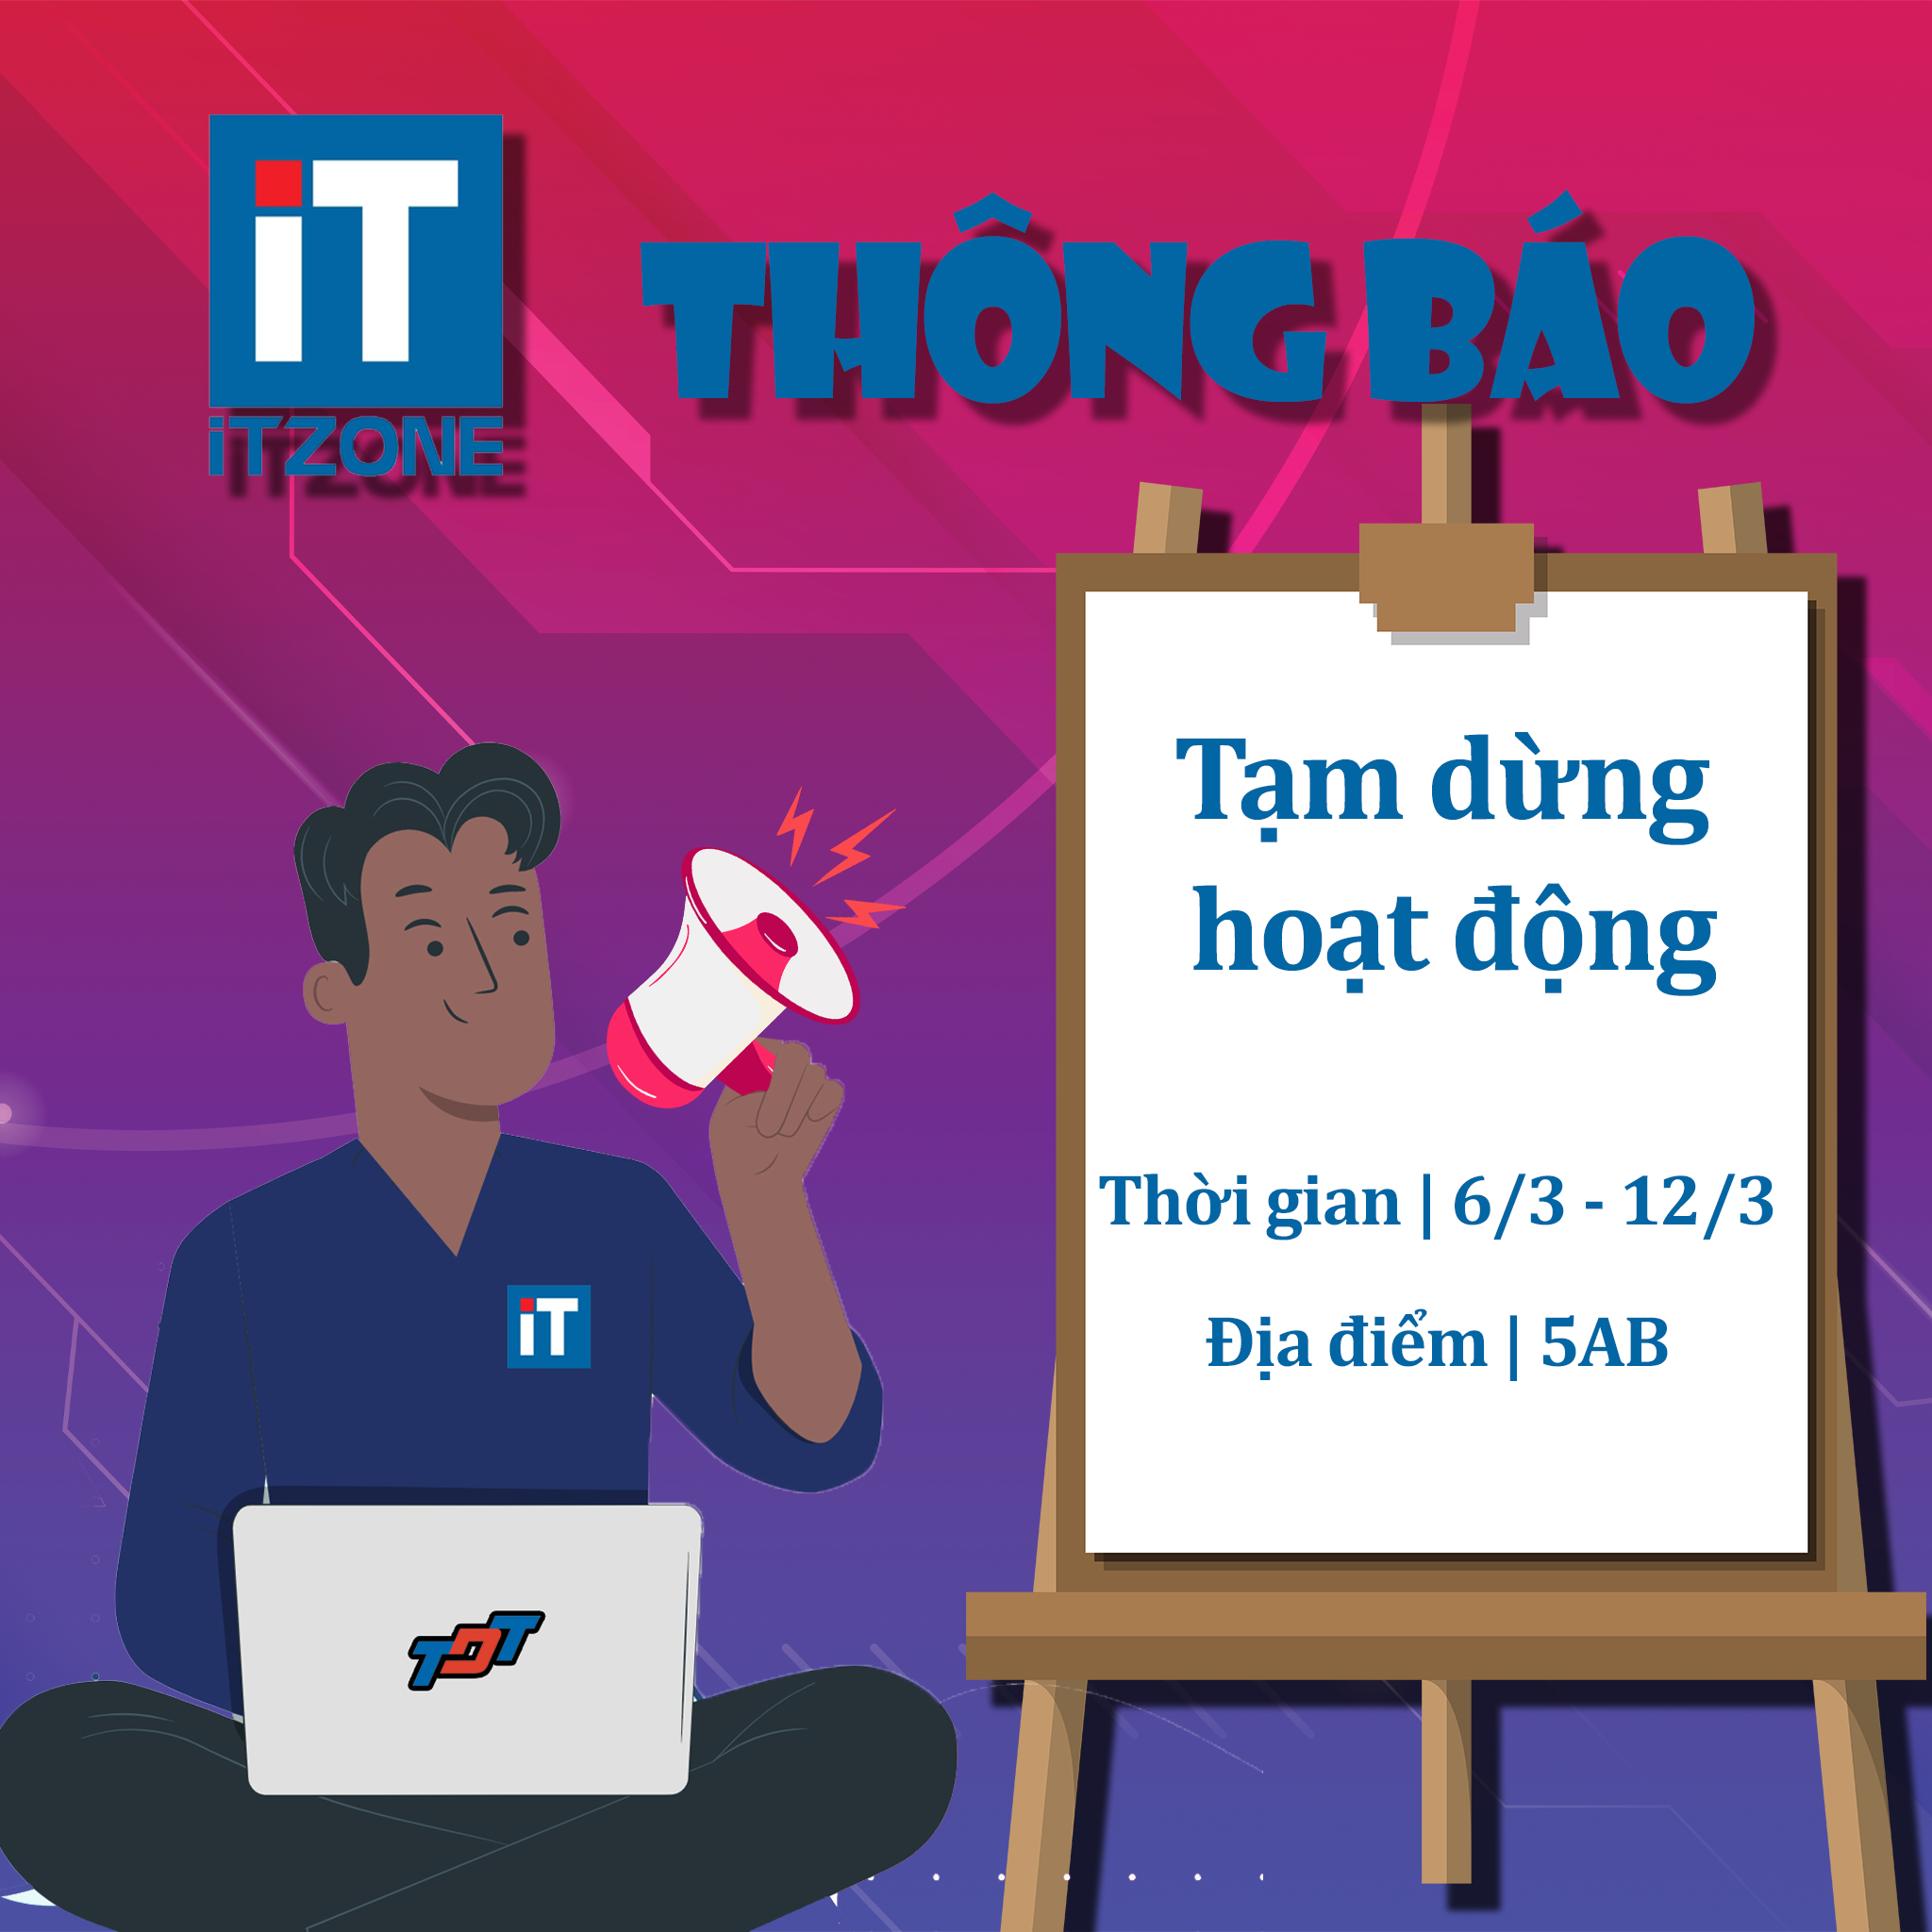 iT
iTZONE
THÔNG BÁO
Tạm dừng
hoạt động
Thời gian | 6/3 - 12/3
Địa điểm | 5AB
iT
TDT